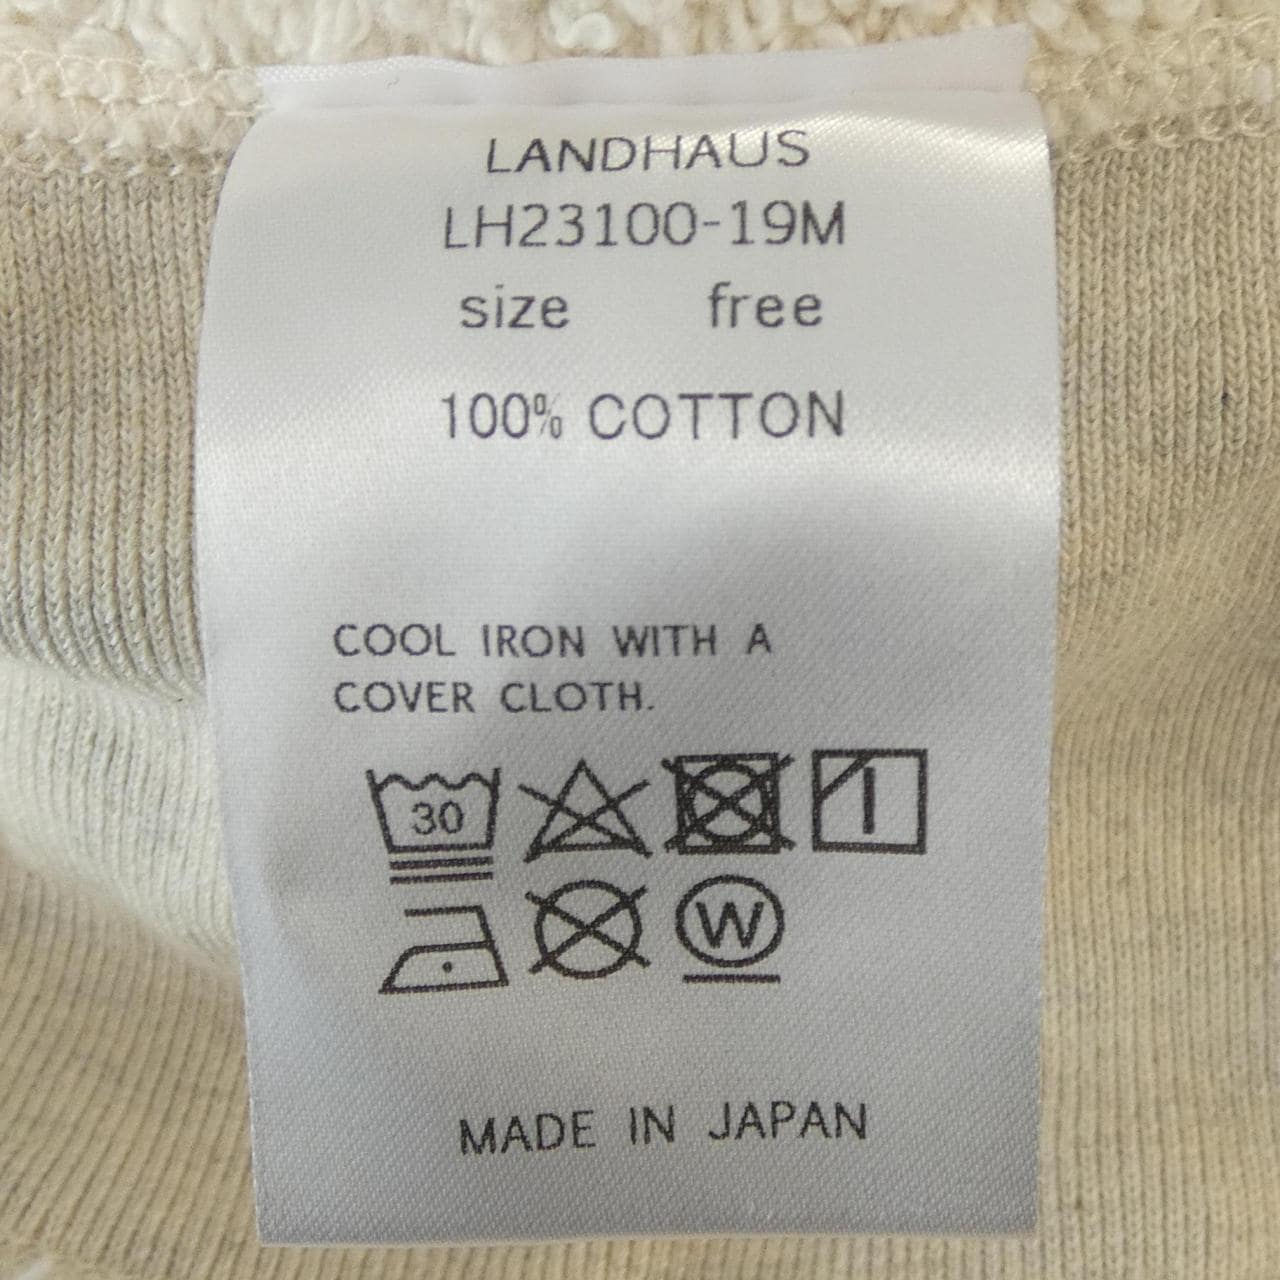 LANDHAUS
LH23100-19M
size free
100% COTTON
COOL IRON WITH A
COVER CLOTH.
30
W
MADE IN JAPAN